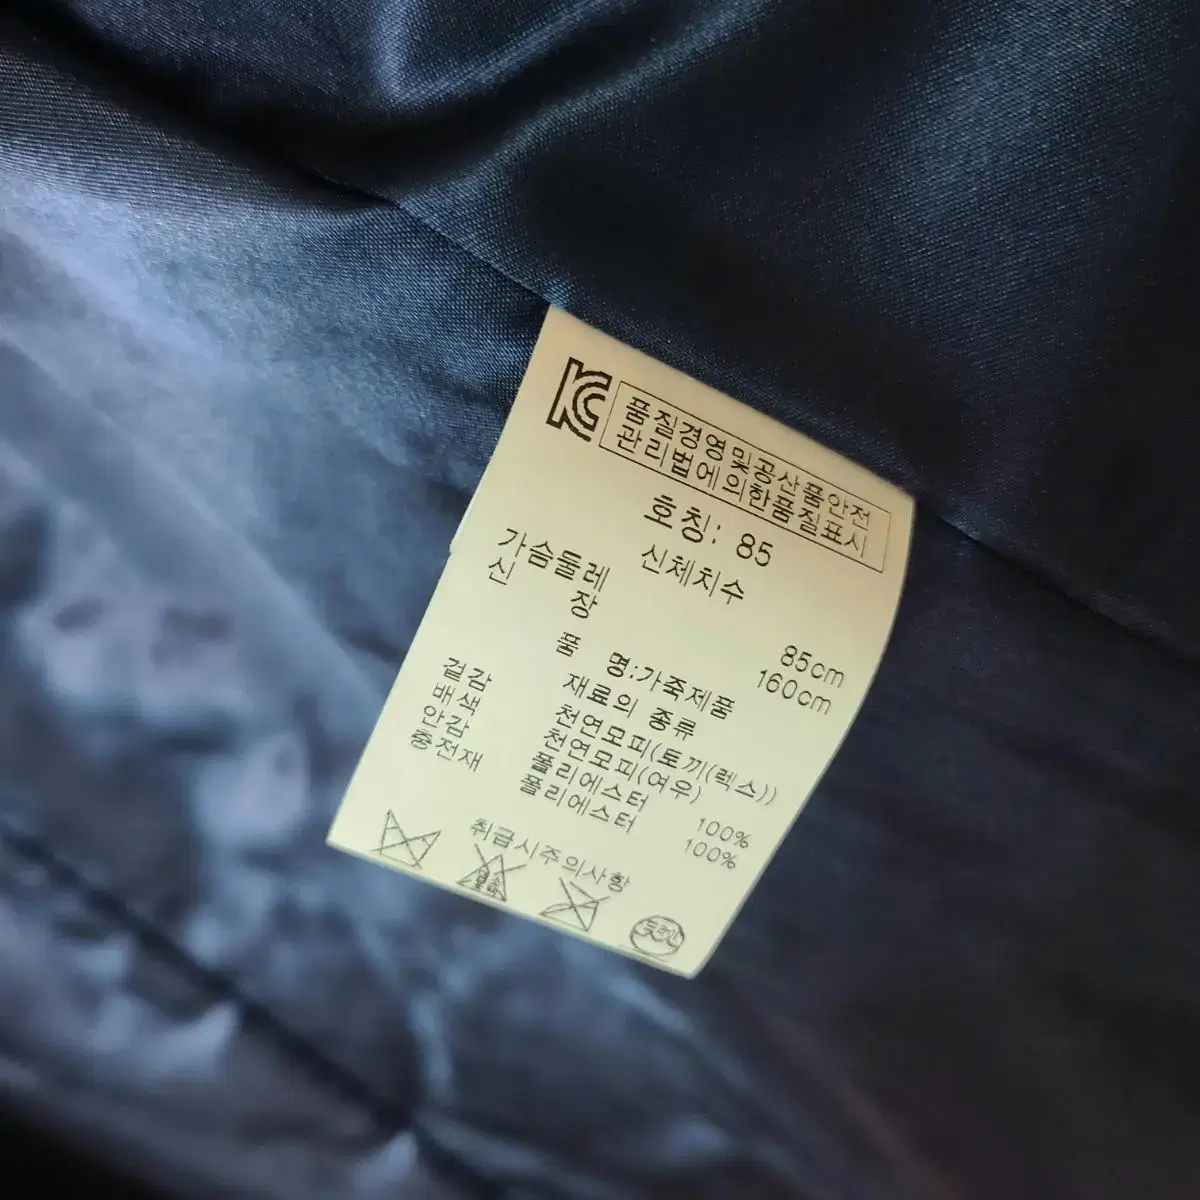 KC
품질경영및공산품안전
관리법에의한품질표시
호칭: 85
신체치수
가슴둘레 85cm
신 장 160cm
품 명:가죽제품
재료의 종류
겉감 천연모피(토끼(렉스))
배색 천연모피(여우)
안감 폴리에스터 100%
충전재 폴리에스터 100%
취급시주의사항